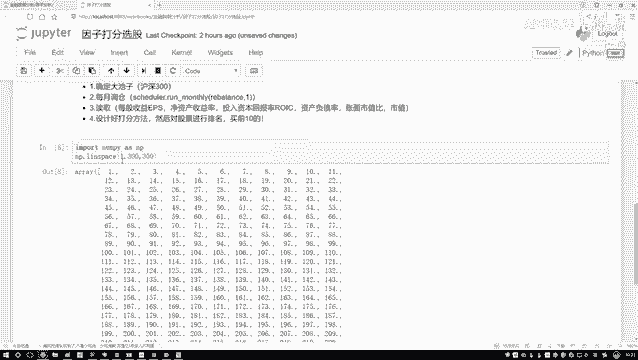 jupyter 因子打分选股 Last Checkpoint: 2 hours ago (unsaved changes)
Logout
File Edit View Insert Cell Kernel Widgets Help
Trusted
Code
1.确定大池子（沪深300）
2.每月调仓（scheduler.run_monthly(rebalance,1)）
3.读取（每股收益EPS，净资产收益率，投入资本回报率ROIC，资产负债率，账面市值比，市值）
4.设计好打分方法，然后对股票进行排名，买前10的！
import numpy as np
np.linspace(1,300,300)
array([ 1., 2., 3., 4., 5., 6., 7., 8., 9., 10., 11.,
12., 13., 14., 15., 16., 17., 18., 19., 20., 21., 22.,
23., 24., 25., 26., 27., 28., 29., 30., 31., 32., 33.,
34., 35., 36., 37., 38., 39., 40., 41., 42., 43., 44.,
45., 46., 47., 48., 49., 50., 51., 52., 53., 54., 55.,
56., 57., 58., 59., 60., 61., 62., 63., 64., 65., 66.,
67., 68., 69., 70., 71., 72., 73., 74., 75., 76., 77.,
78., 79., 80., 81., 82., 83., 84., 85., 86., 87., 88.,
89., 90., 91., 92., 93., 94., 95., 96., 97., 98., 99.,
100., 101., 102., 103., 104., 105., 106., 107., 108., 109., 110.,
111., 112., 113., 114., 115., 116., 117., 118., 119., 120., 121.,
122., 123., 124., 125., 126., 127., 128., 129., 130., 131., 132.,
133., 134., 135., 136., 137., 138., 139., 140., 141., 142., 143.,
144., 145., 146., 147., 148., 149., 150., 151., 152., 153., 154.,
155., 156., 157., 158., 159., 160., 161., 162., 163., 164., 165.,
166., 167., 168., 169., 170., 171., 172., 173., 174., 175., 176.,
177., 178., 179., 180., 181., 182., 183., 184., 185., 186., 187.,
188., 189., 190., 191., 192., 193., 194., 195., 196., 197., 198.,
199., 200., 201., 202., 203., 204., 205., 206., 207., 208., 209.,